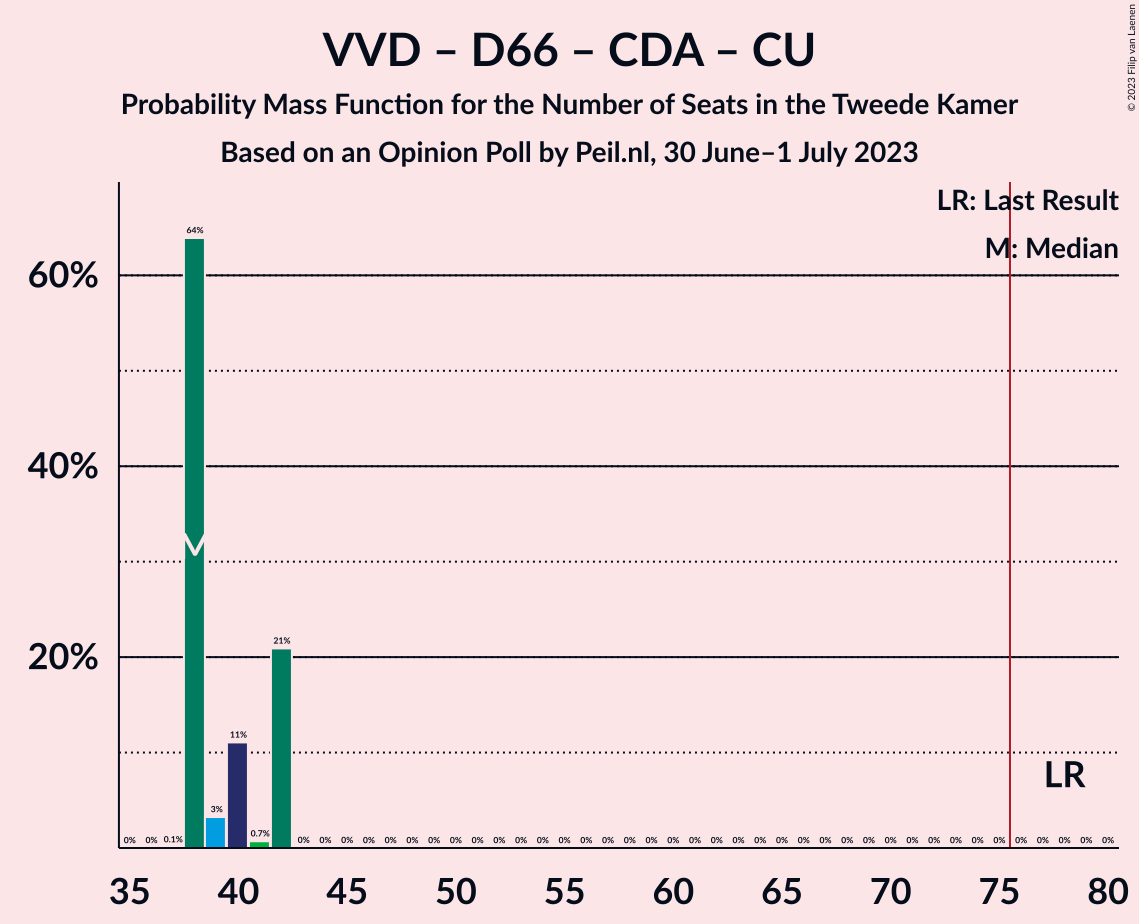 VVD – D66 – CDA – CU
Probability Mass Function for the Number of Seats in the Tweede Kamer
Based on an Opinion Poll by Peil.nl, 30 June–1 July 2023
© 2023 Filip van Laenen
LR: Last Result
M: Median
60%
40%
20%
64%
3%
11%
0.7%
21%
LR
0% 0% 0.1% 0% 0% 0% 0% 0% 0% 0% 0% 0% 0% 0% 0% 0% 0% 0% 0% 0% 0% 0% 0% 0% 0% 0% 0% 0% 0% 0% 0% 0% 0% 0% 0% 0% 0% 0% 0% 0% 0%
35 40 45 50 55 60 65 70 75 80